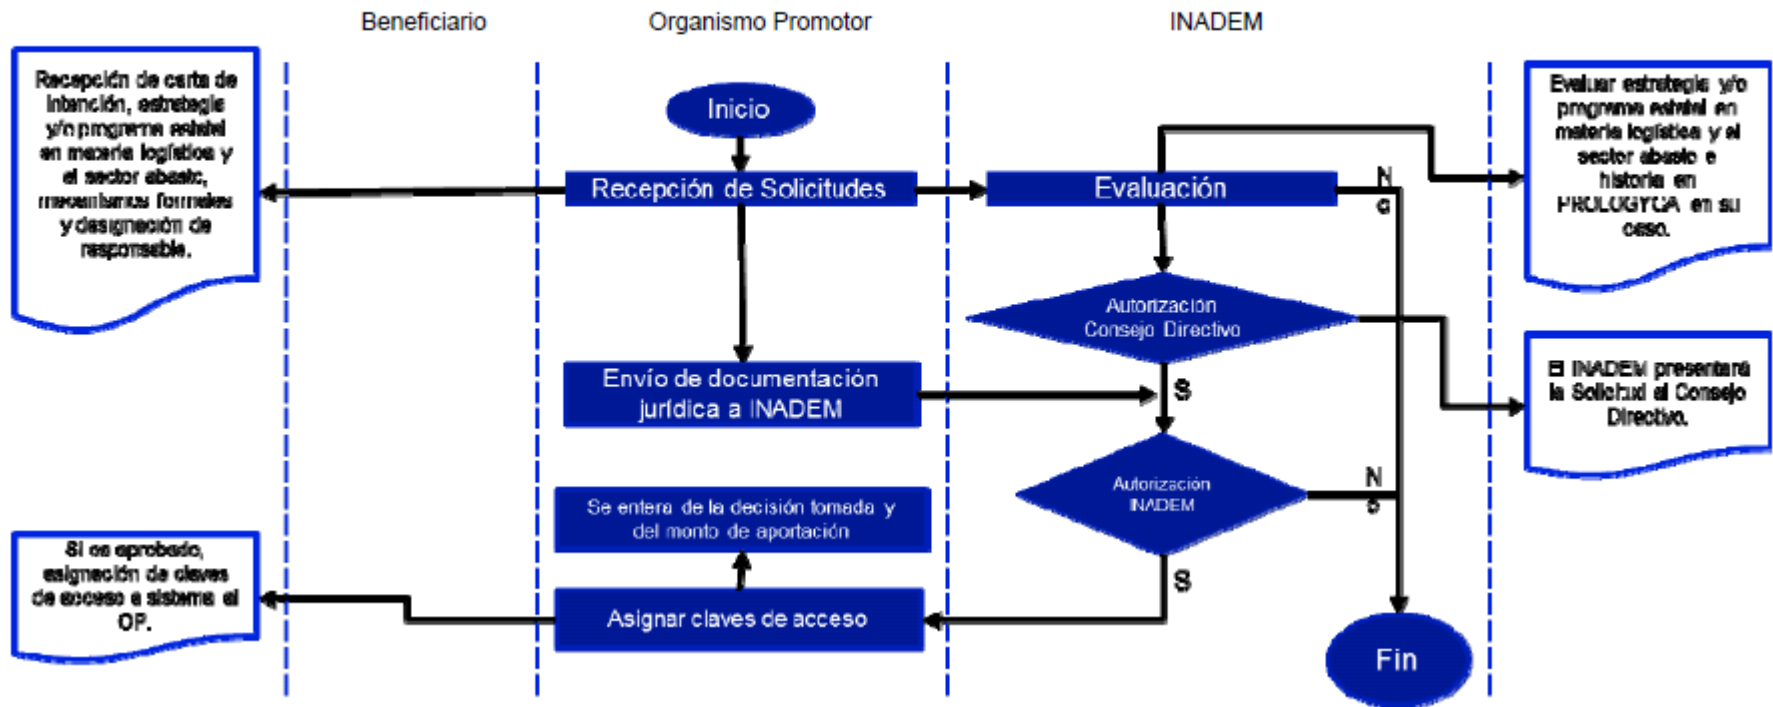 Beneficiario
Organismo Promotor
INADEM
Recepción de carta de
intención, estrategia
y/o programa estatal
en materia logística y
el sector abasto,
mecanismos formales
y designación de
responsable.
Inicio
Recepción de Solicitudes
Evaluación
N
O
Evaluar estrategia y/o
programa estatal en
materia logística y el
sector abasto e
historia en
PROLOGYCA en su
caso.
Autorización
Consejo Directivo
S
El INADEM presentará
la Solicitud al Consejo
Directivo.
Envío de documentación
jurídica a INADEM
Autorización
INADEM
N
O
Se entera de la decisión tomada y
del monto de aportación
S
Si es aprobado,
asignación de claves
de acceso a sistema al
OP.
Asignar claves de acceso
Fin